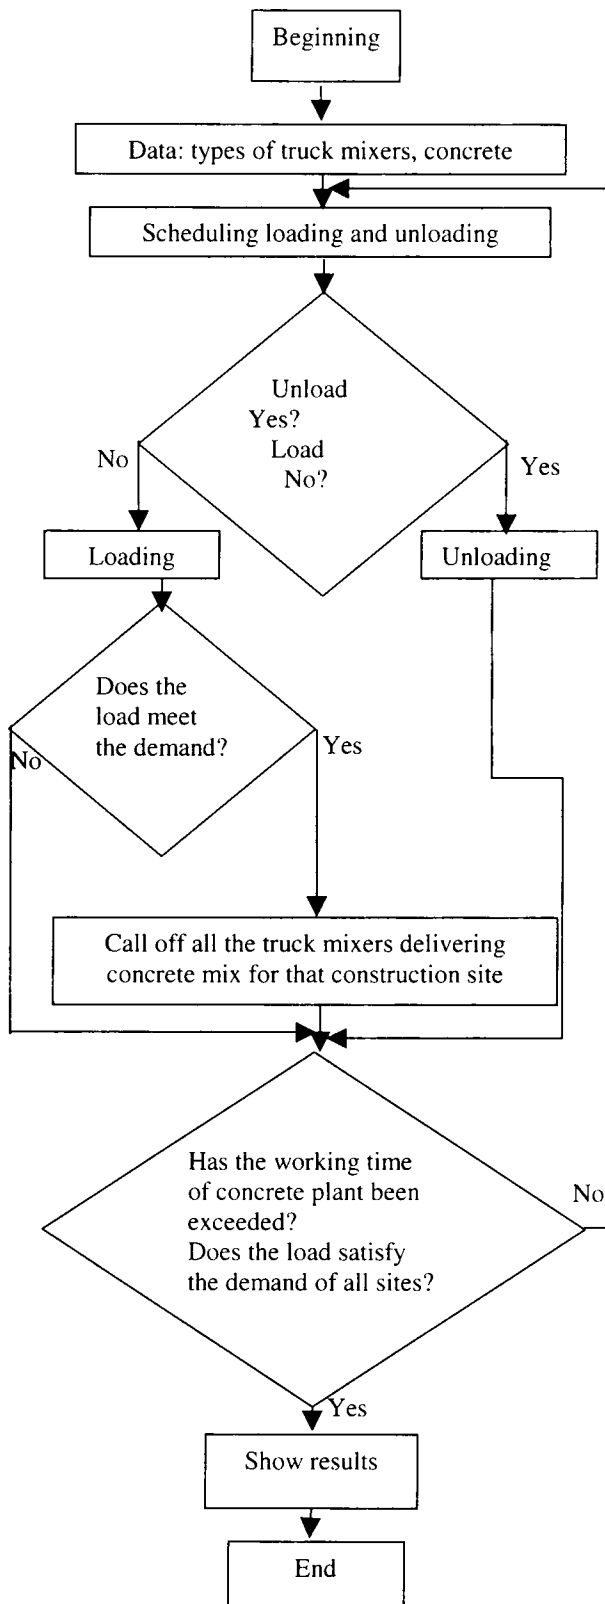 Beginning
Data: types of truck mixers, concrete
Scheduling loading and unloading
Unload
Yes?
Load
No?
No
Yes
Loading
Unloading
Does the
load meet
the demand?
No
Yes
Call off all the truck mixers delivering
concrete mix for that construction site
Has the working time
of concrete plant been
exceeded?
Does the load satisfy
the demand of all sites?
No
Yes
Show results
End